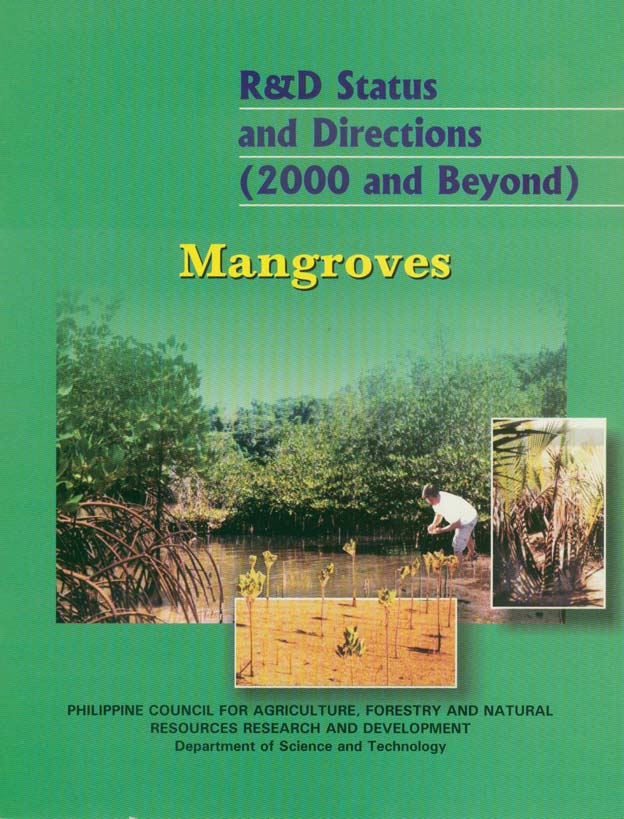 R&D Status
and Directions
(2000 and Beyond)
Mangroves
PHILIPPINE COUNCIL FOR AGRICULTURE, FORESTRY AND NATURAL
RESOURCES RESEARCH AND DEVELOPMENT
Department of Science and Technology